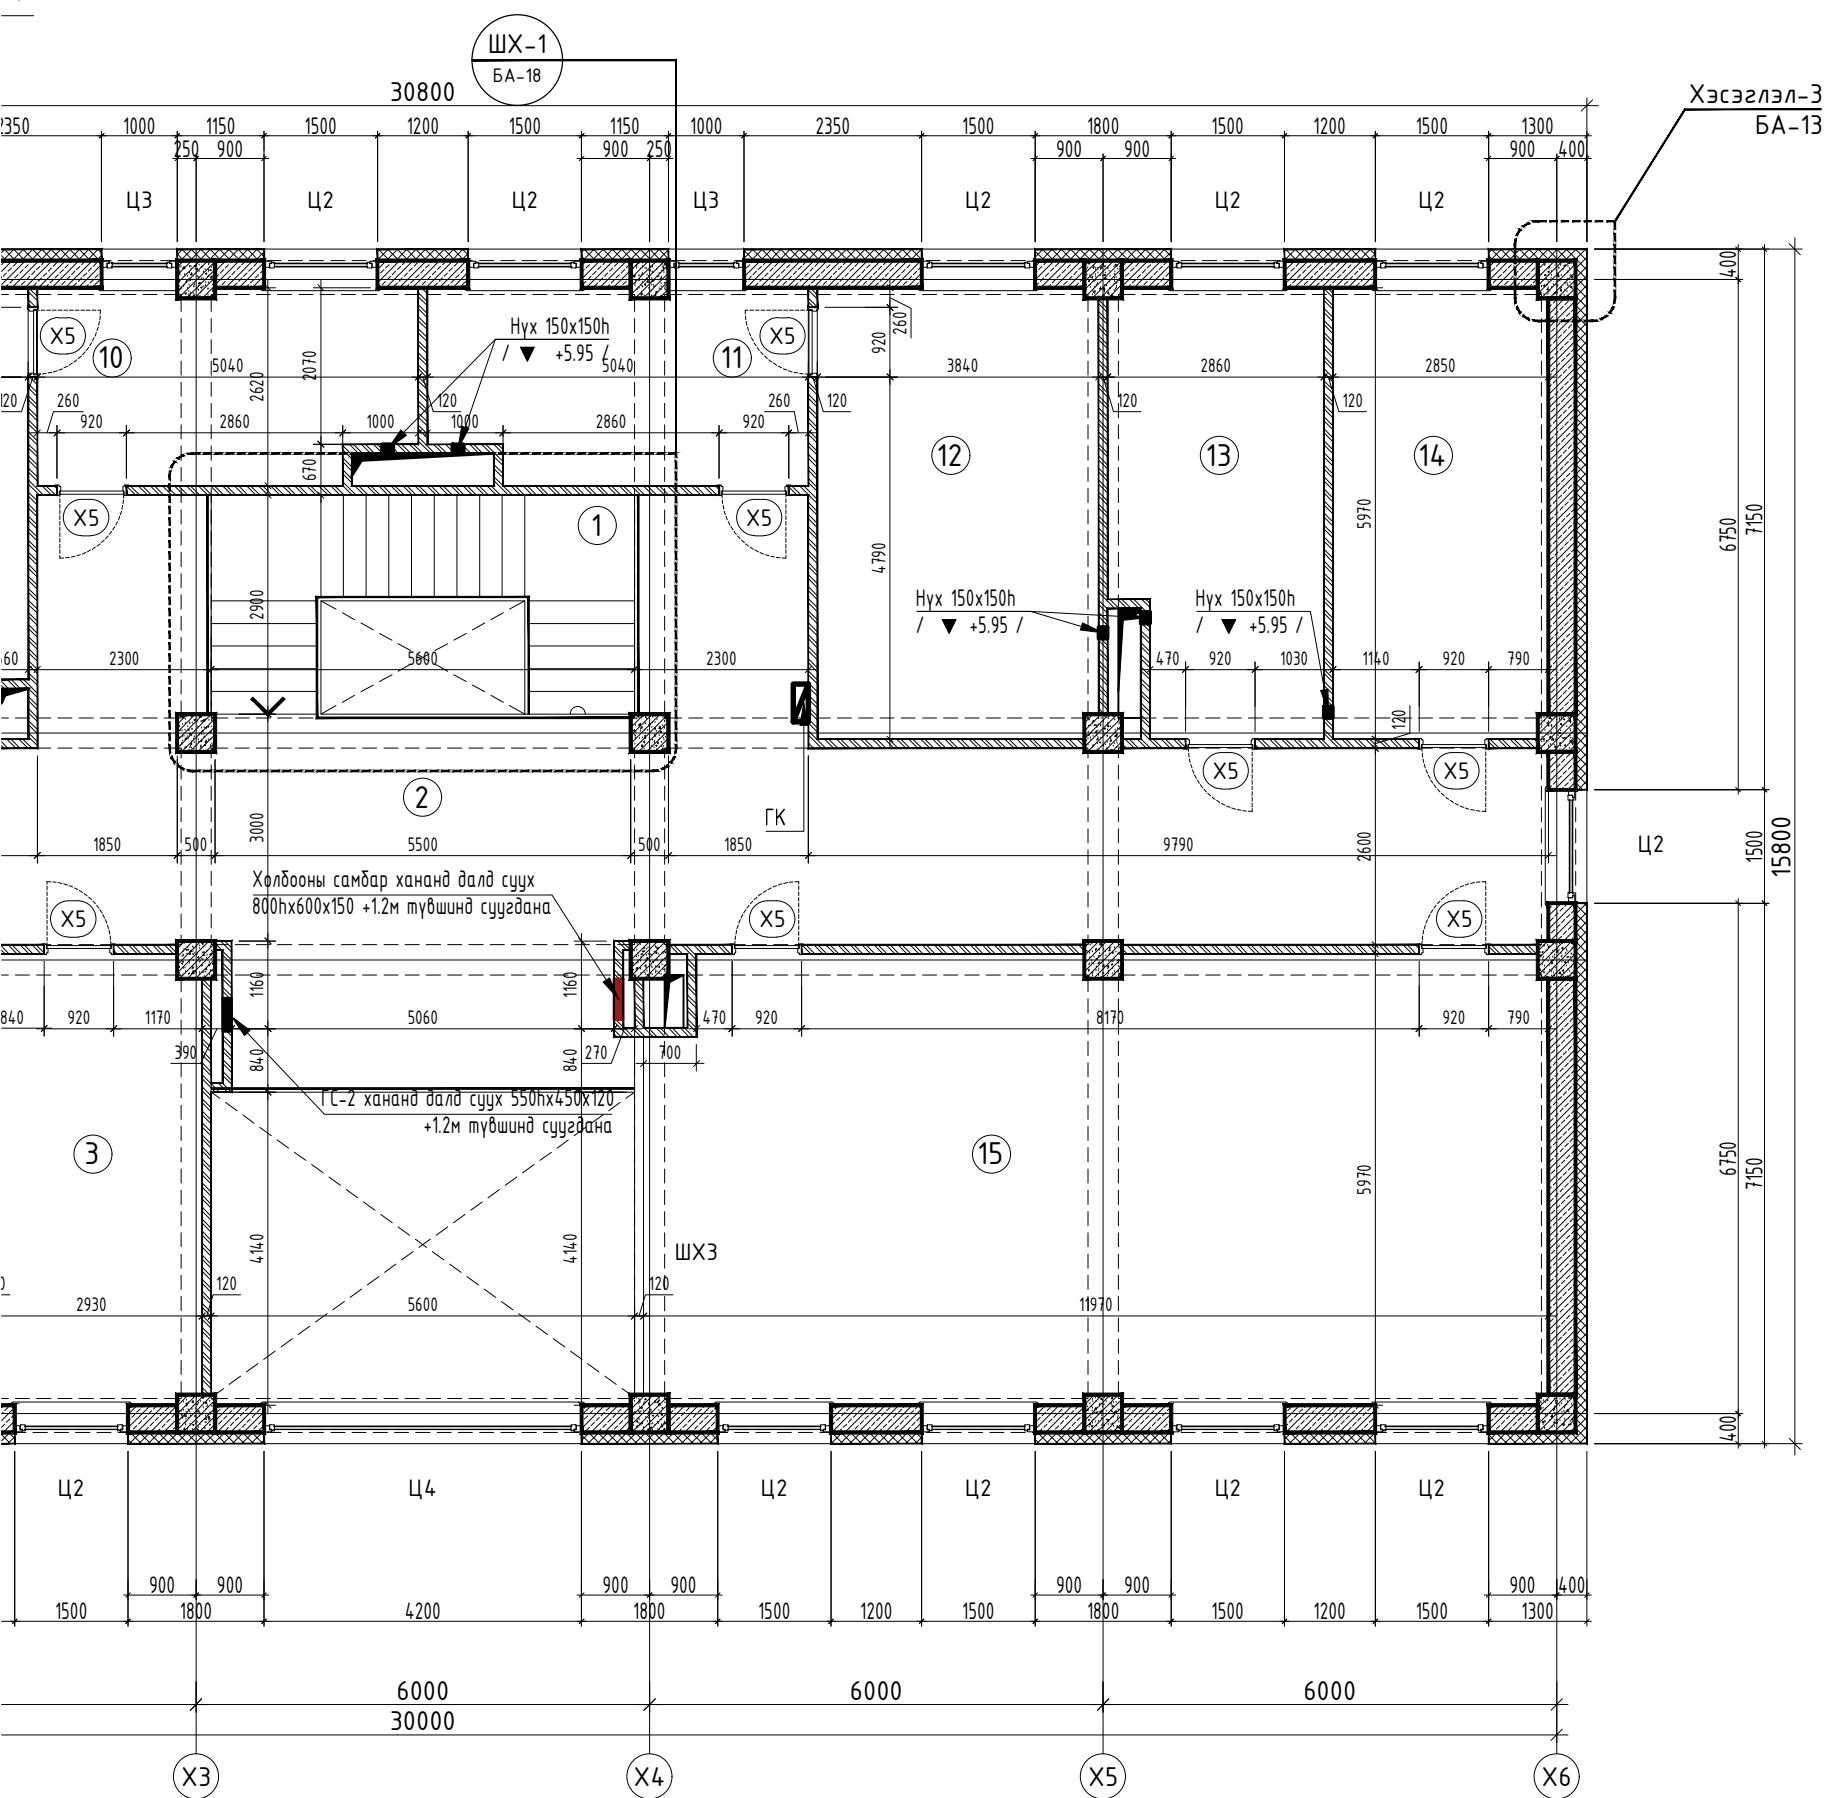 ШХ-1
БА-18
30800
Хэсэглэл-3
БА-13
2350 1000 1150 1500 1200 1500 1150 1000 2350 1500 1800 1500 1200 1500 1300
250 900 900 250 900 900 900 400
Ц3 Ц2 Ц2 Ц3 Ц2 Ц2 Ц2
400
260
Х5 Нүх 150х150h Х5
10 / ▼ +5.95 / 11 920
5040 2070 5040 3840 2860 2850
2620
120 260 120 260 120 120 120
920 2860 1000 1000 2860 920
12 13 14
670
Х5 1 Х5 5970 6750 7150
4790
2900 Нүх 150х150h Нүх 150х150h
/ ▼ +5.95 / / ▼ +5.95 /
2300 5600 2300 470 920 1030 1140 920 790
120
Х5 Х5
2
ГК
3000
1850 500 5500 500 1850 9790 2600 Ц2 1500 15800
Холбооны самбар хананд далд суух
800hх600х150 +1.2м түвшинд суугдана
Х5 Х5 Х5
1160 1160
840 920 1170 5060 470 920 8170 920 790
390 840 840 270 700
ГС-2 хананд далд суух 550hх450х120
+1.2м түвшинд суугдана
3 15
5970 6750 7150
4140 4140 ШХ3
120 120
2930 5600 11970
400
Ц2 Ц4 Ц2 Ц2 Ц2 Ц2
900 900 900 900 900 900 900 400
1500 1800 4200 1800 1500 1200 1500 1800 1500 1200 1500 1300
6000 6000 6000
30000
Х3 Х4 Х5 Х6